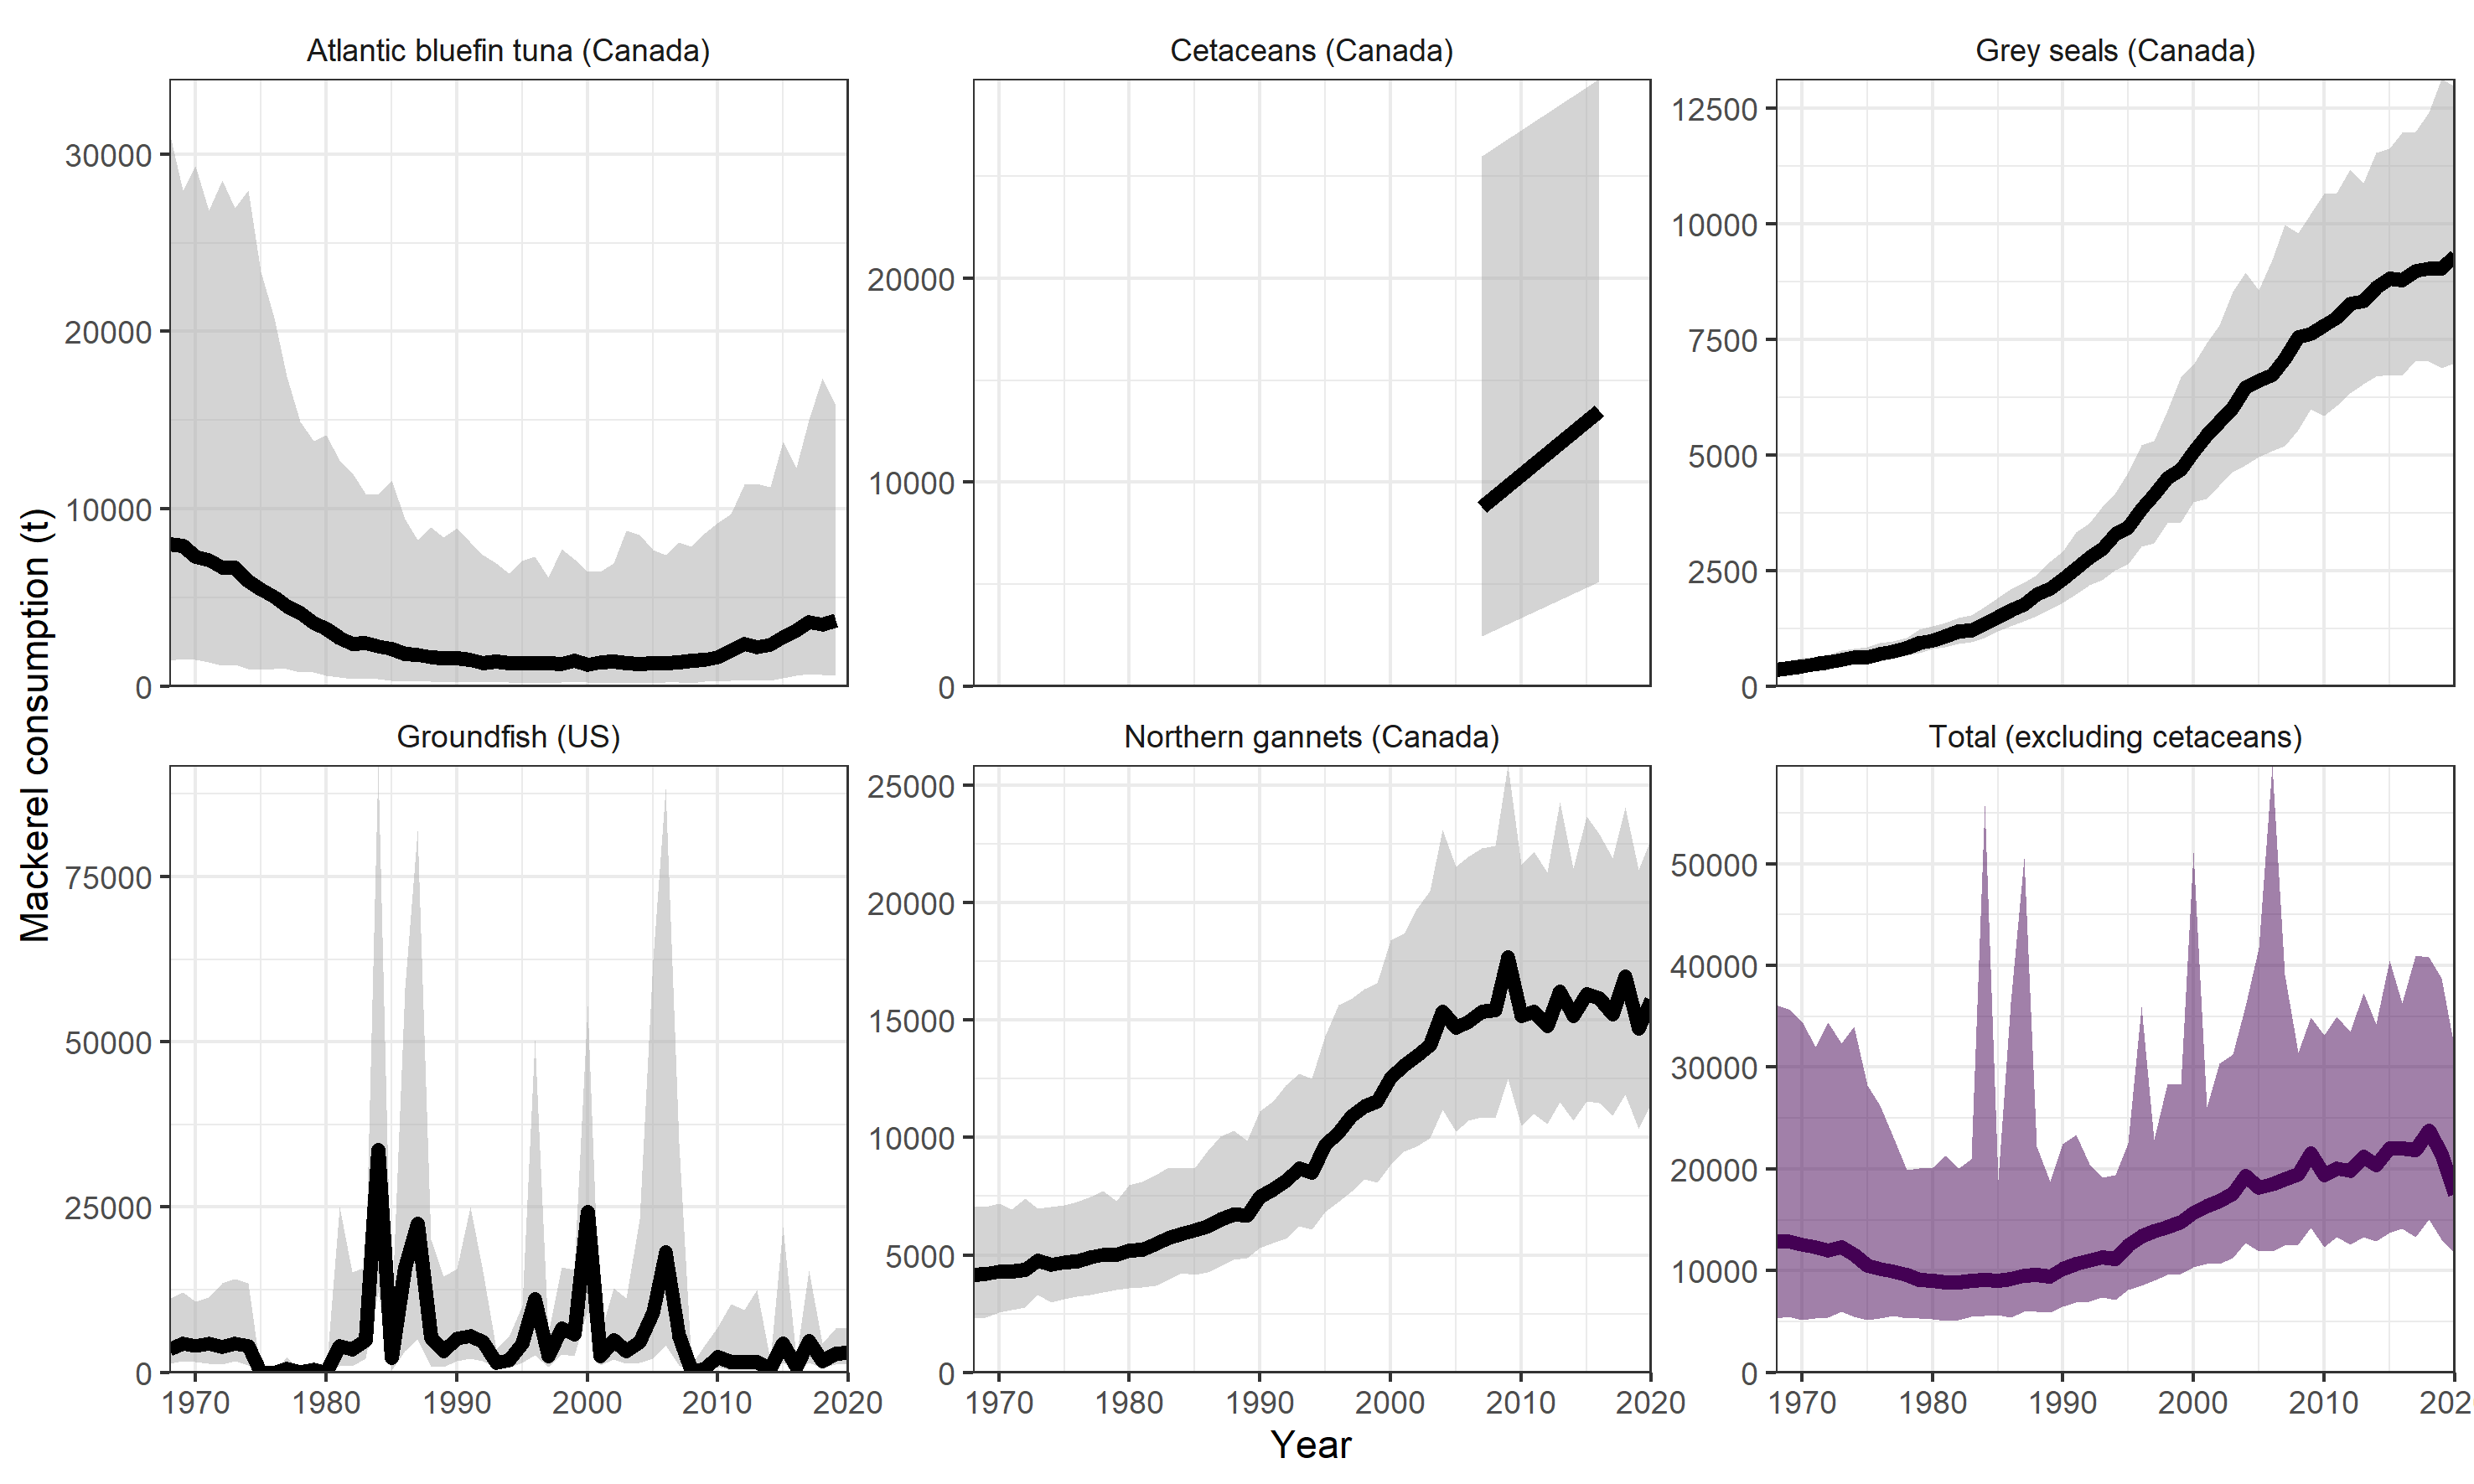 Atlantic bluefin tuna (Canada)
Cetaceans (Canada)
Grey seals (Canada)
30000
20000
10000
0
20000
10000
0
12500
10000
7500
5000
2500
0
Mackerel consumption (t)
Groundfish (US)
Northern gannets (Canada)
Total (excluding cetaceans)
75000
50000
25000
0
25000
20000
15000
10000
5000
0
50000
40000
30000
20000
10000
0
1970 1980 1990 2000 2010 2020
1970 1980 1990 2000 2010 2020
1970 1980 1990 2000 2010 202
Year